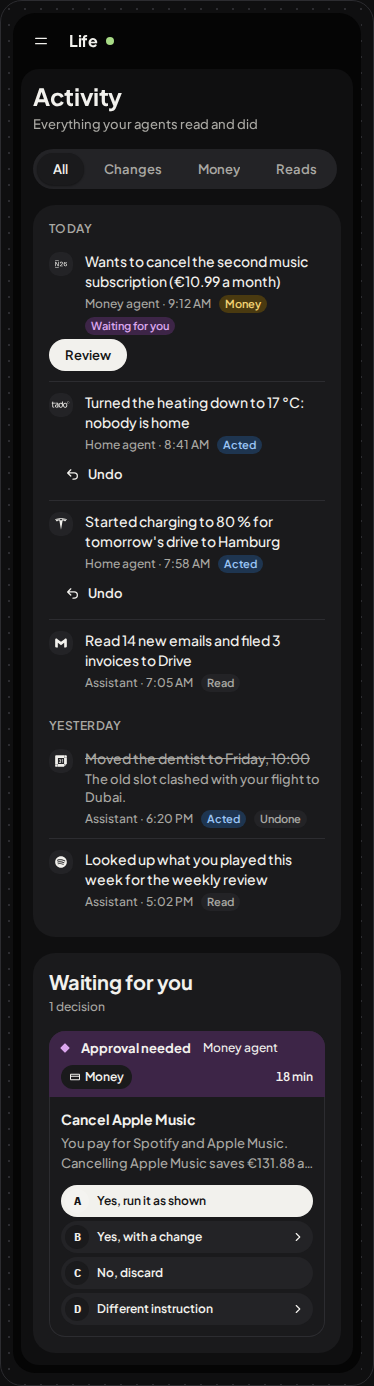 Life
Activity
Everything your agents read and did
All Changes Money Reads
TODAY
N26
Wants to cancel the second music
subscription (€10.99 a month)
Money agent · 9:12 AM Money
Waiting for you
Review
tado°
Turned the heating down to 17 °C:
nobody is home
Home agent · 8:41 AM Acted
Undo
Started charging to 80 % for
tomorrow's drive to Hamburg
Home agent · 7:58 AM Acted
Undo
Read 14 new emails and filed 3
invoices to Drive
Assistant · 7:05 AM Read
YESTERDAY
Moved the dentist to Friday, 10:00
The old slot clashed with your flight to
Dubai.
Assistant · 6:20 PM Acted Undone
Looked up what you played this
week for the weekly review
Assistant · 5:02 PM Read
Waiting for you
1 decision
Approval needed Money agent
Money 18 min
Cancel Apple Music
You pay for Spotify and Apple Music.
Cancelling Apple Music saves €131.88 a...
A Yes, run it as shown
B Yes, with a change
C No, discard
D Different instruction